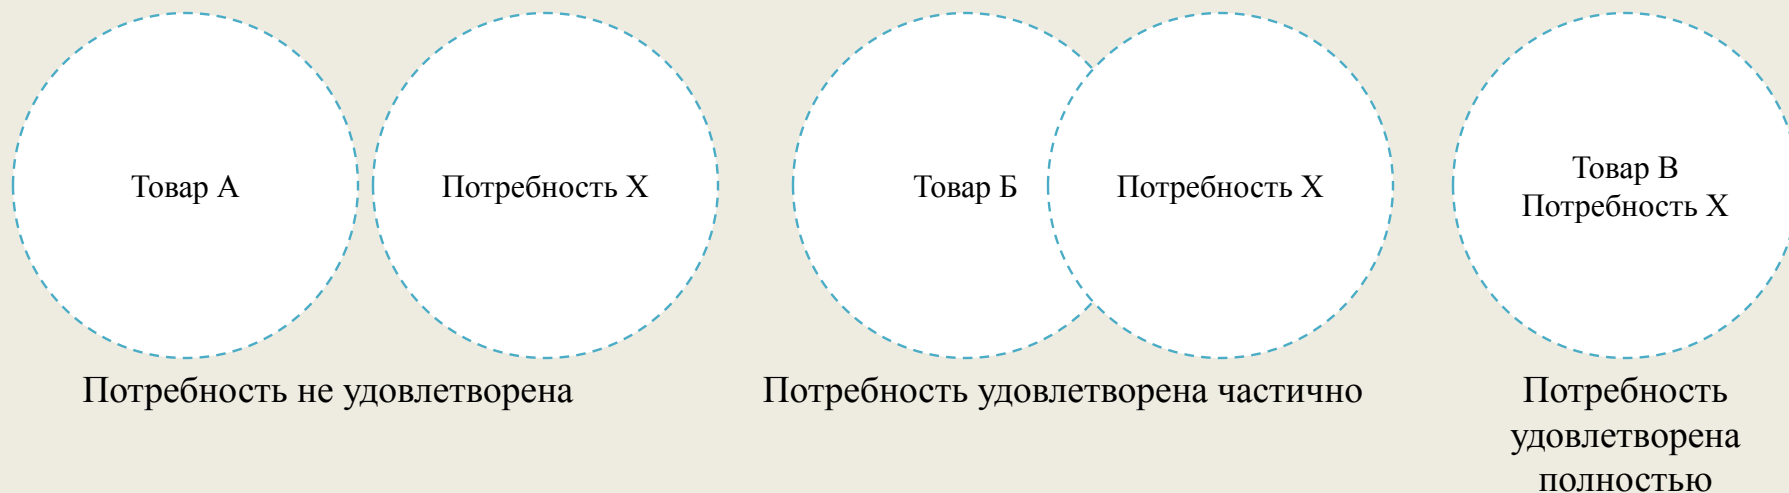 Товар А
Потребность Х
Товар Б
Потребность Х
Товар В
Потребность Х
Потребность не удовлетворена
Потребность удовлетворена частично
Потребность
удовлетворена
полностью